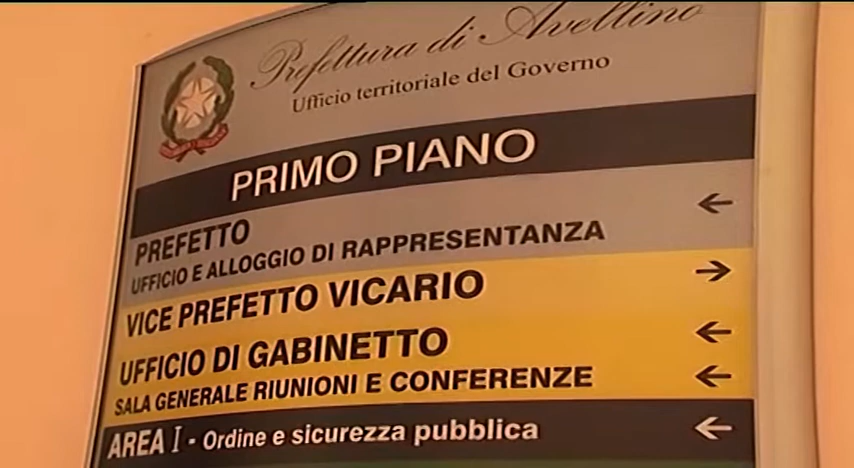 Prefettura di Avellino
Ufficio territoriale del Governo
PRIMO PIANO
PREFETTO
UFFICIO E ALLOGGIO DI RAPPRESENTANZA
VICE PREFETTO VICARIO
UFFICIO DI GABINETTO
SALA GENERALE RIUNIONI E CONFERENZE
AREA I - Ordine e sicurezza pubblica